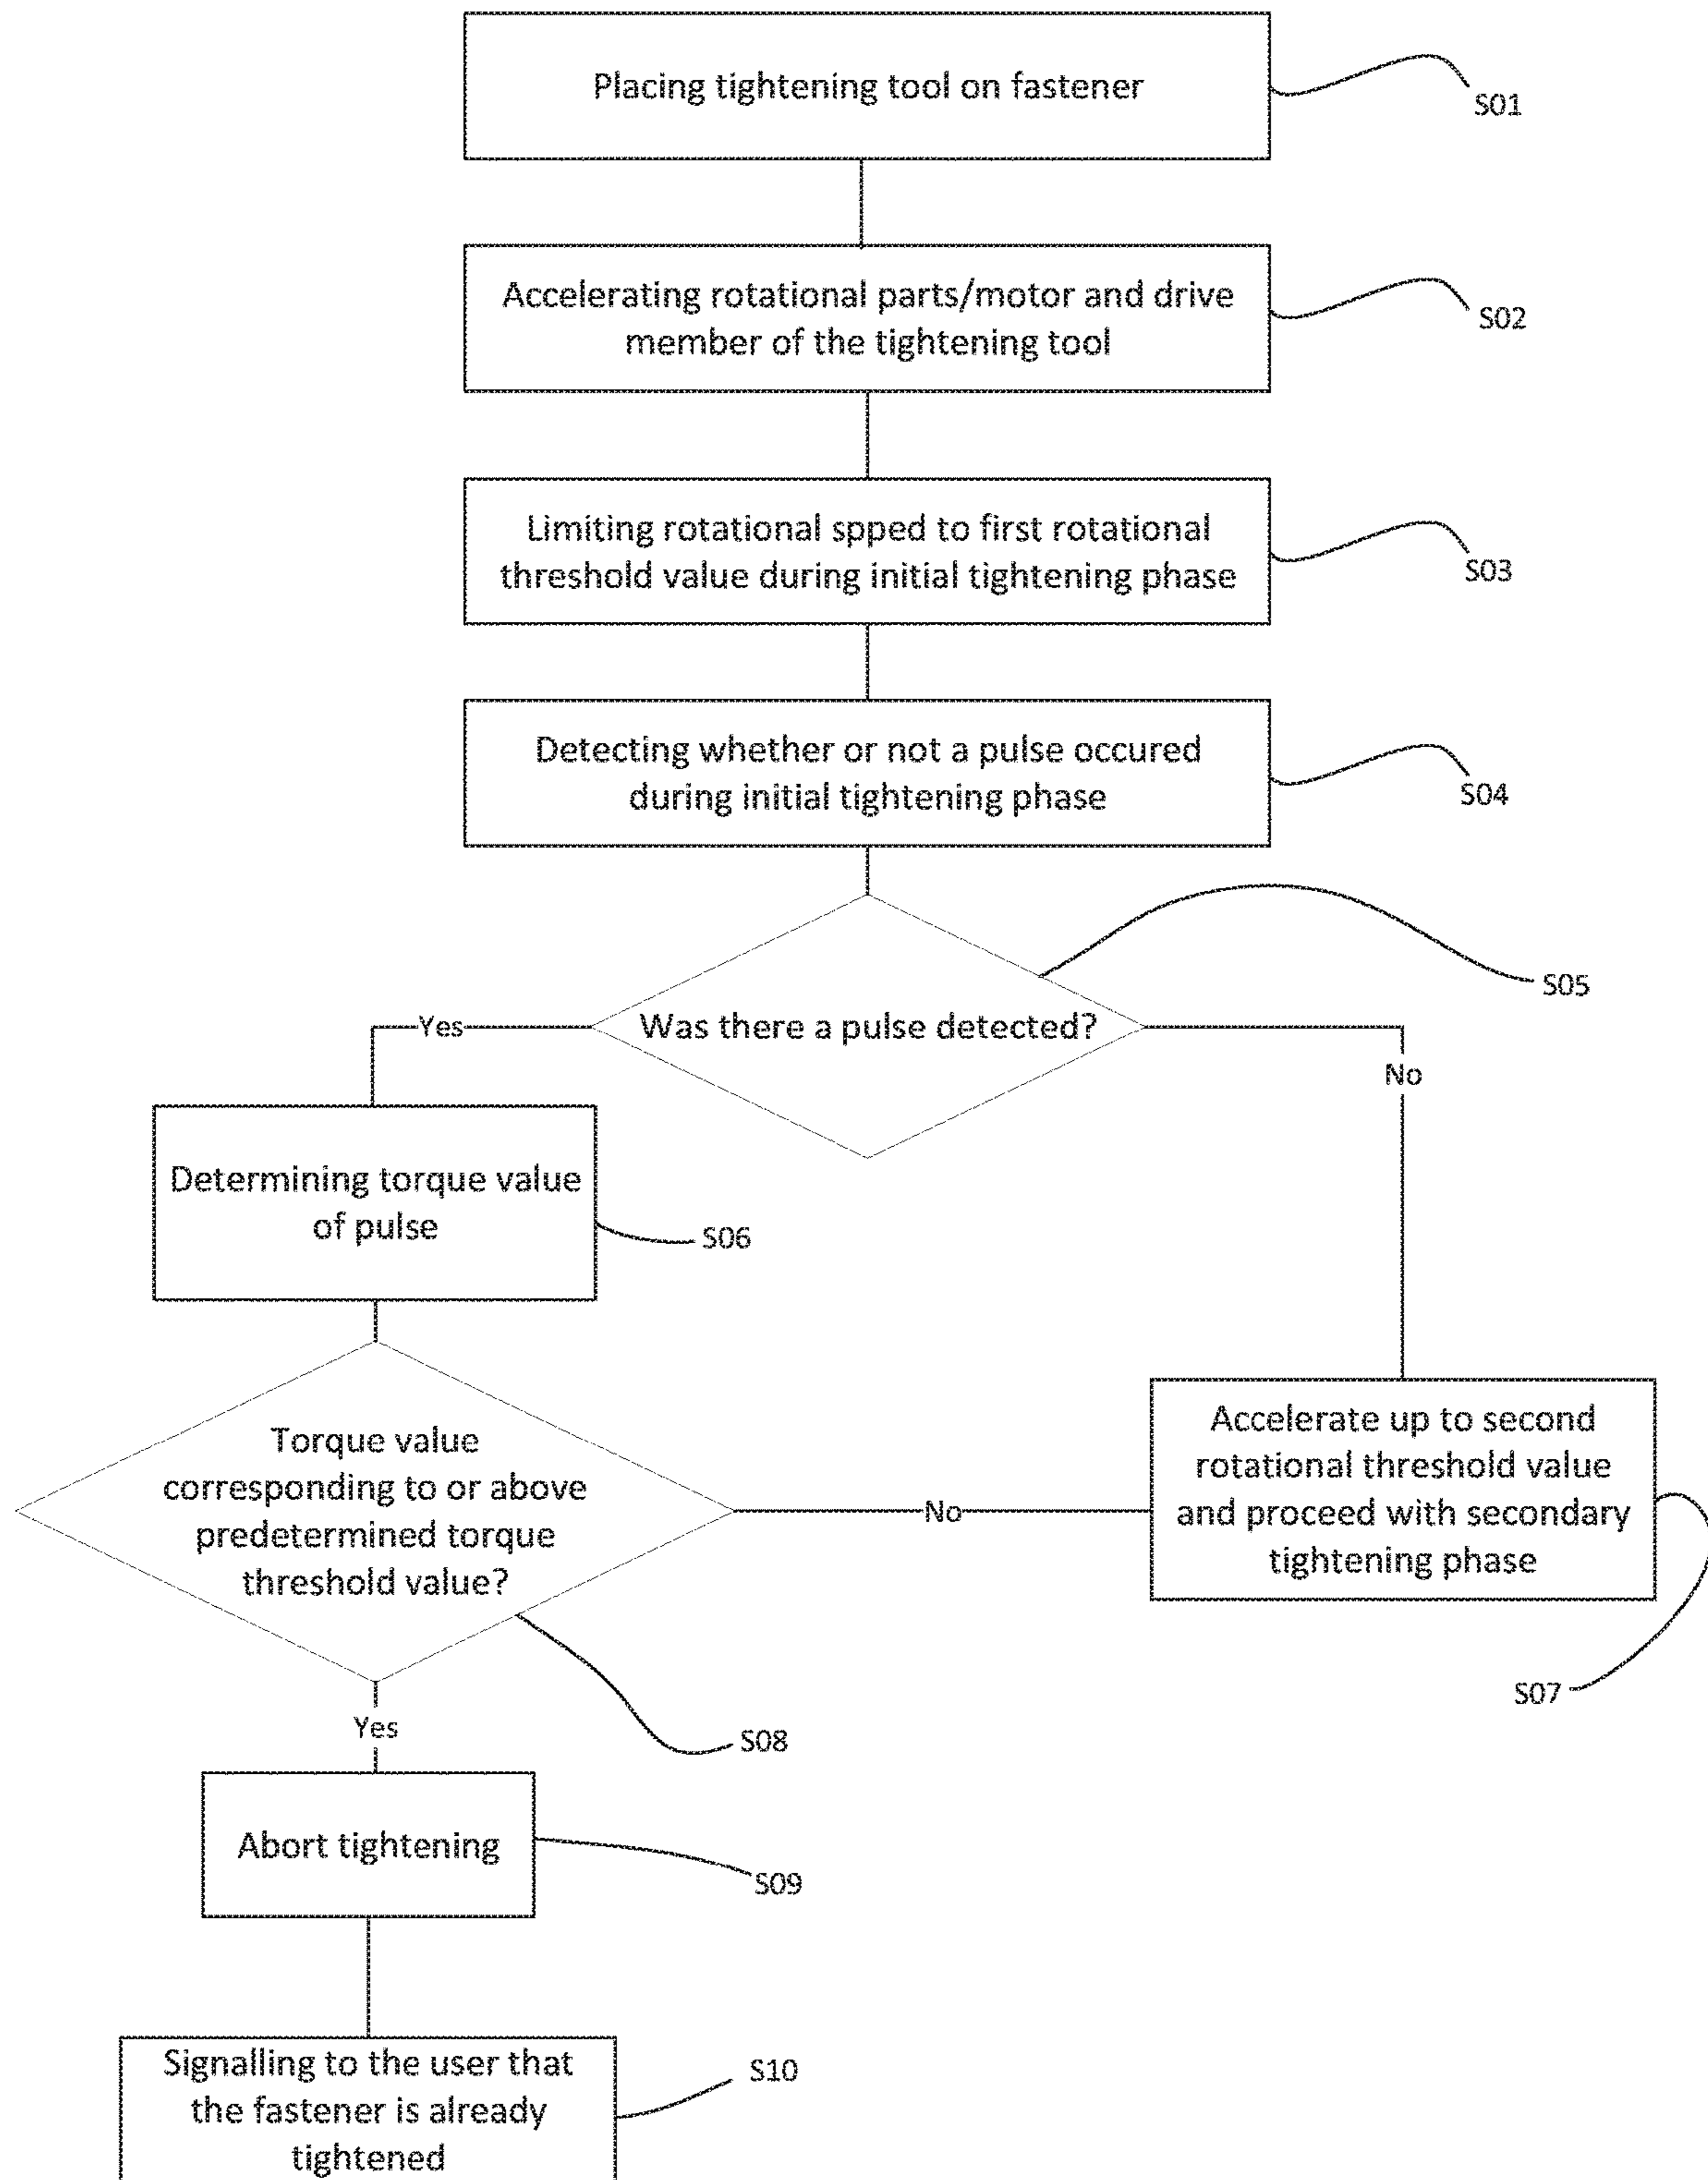 Placing tightening tool on fastener
S01
Accelerating rotational parts/motor and drive
member of the tightening tool
S02
Limiting rotational spped to first rotational
threshold value during initial tightening phase
S03
Detecting whether or not a pulse occured
during initial tightening phase
S04
Was there a pulse detected?
S05
Yes
No
Determining torque value
of pulse
S06
Torque value
corresponding to or above
predetermined torque
threshold value?
No
Accelerate up to second
rotational threshold value
and proceed with secondary
tightening phase
S07
S08
Yes
Abort tightening
S09
Signalling to the user that
the fastener is already
tightened
S10